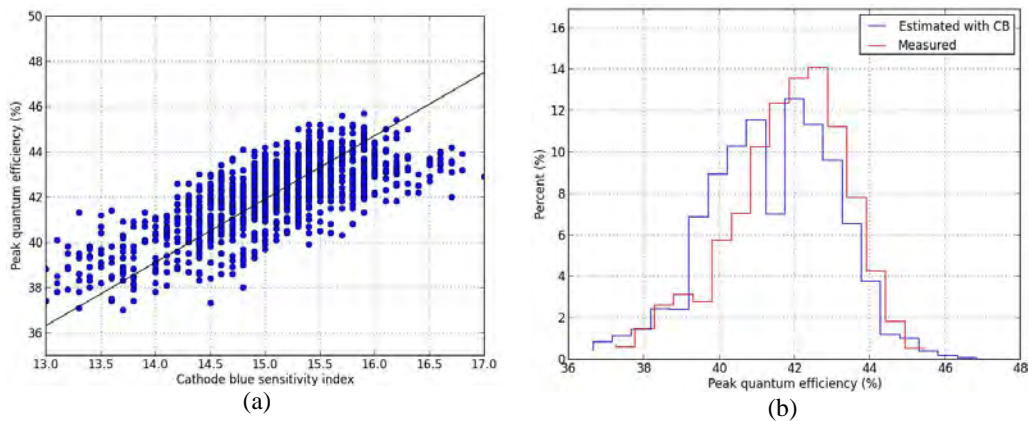 50
48
46
44
42
40
38
36
Peak quantum efficiency (%)
13.0 13.5 14.0 14.5 15.0 15.5 16.0 16.5 17.0
Cathode blue sensitivity index
(a)
Estimated with CB
Measured
16
14
12
10
8
6
4
2
0
Percent (%)
36 38 40 42 44 46 48
Peak quantum efficiency (%)
(b)